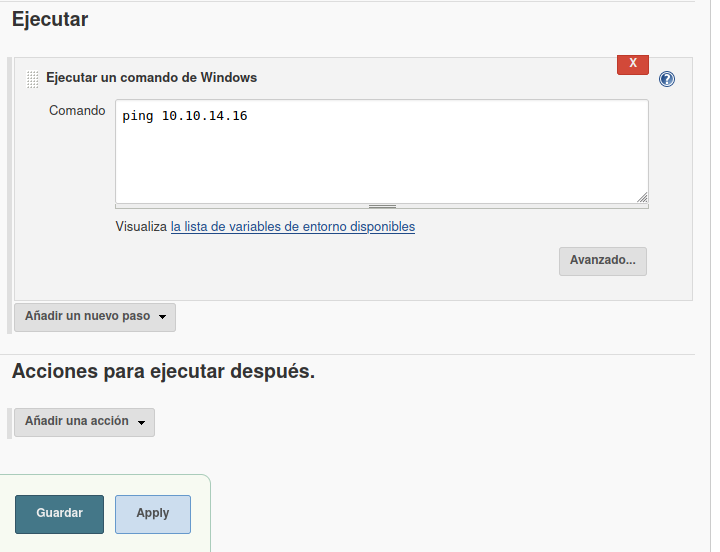 Ejecutar
X
Ejecutar un comando de Windows
?
Comando
ping 10.10.14.16
Visualiza la lista de variables de entorno disponibles
Avanzado...
Añadir un nuevo paso
Acciones para ejecutar después.
Añadir una acción
Guardar Apply